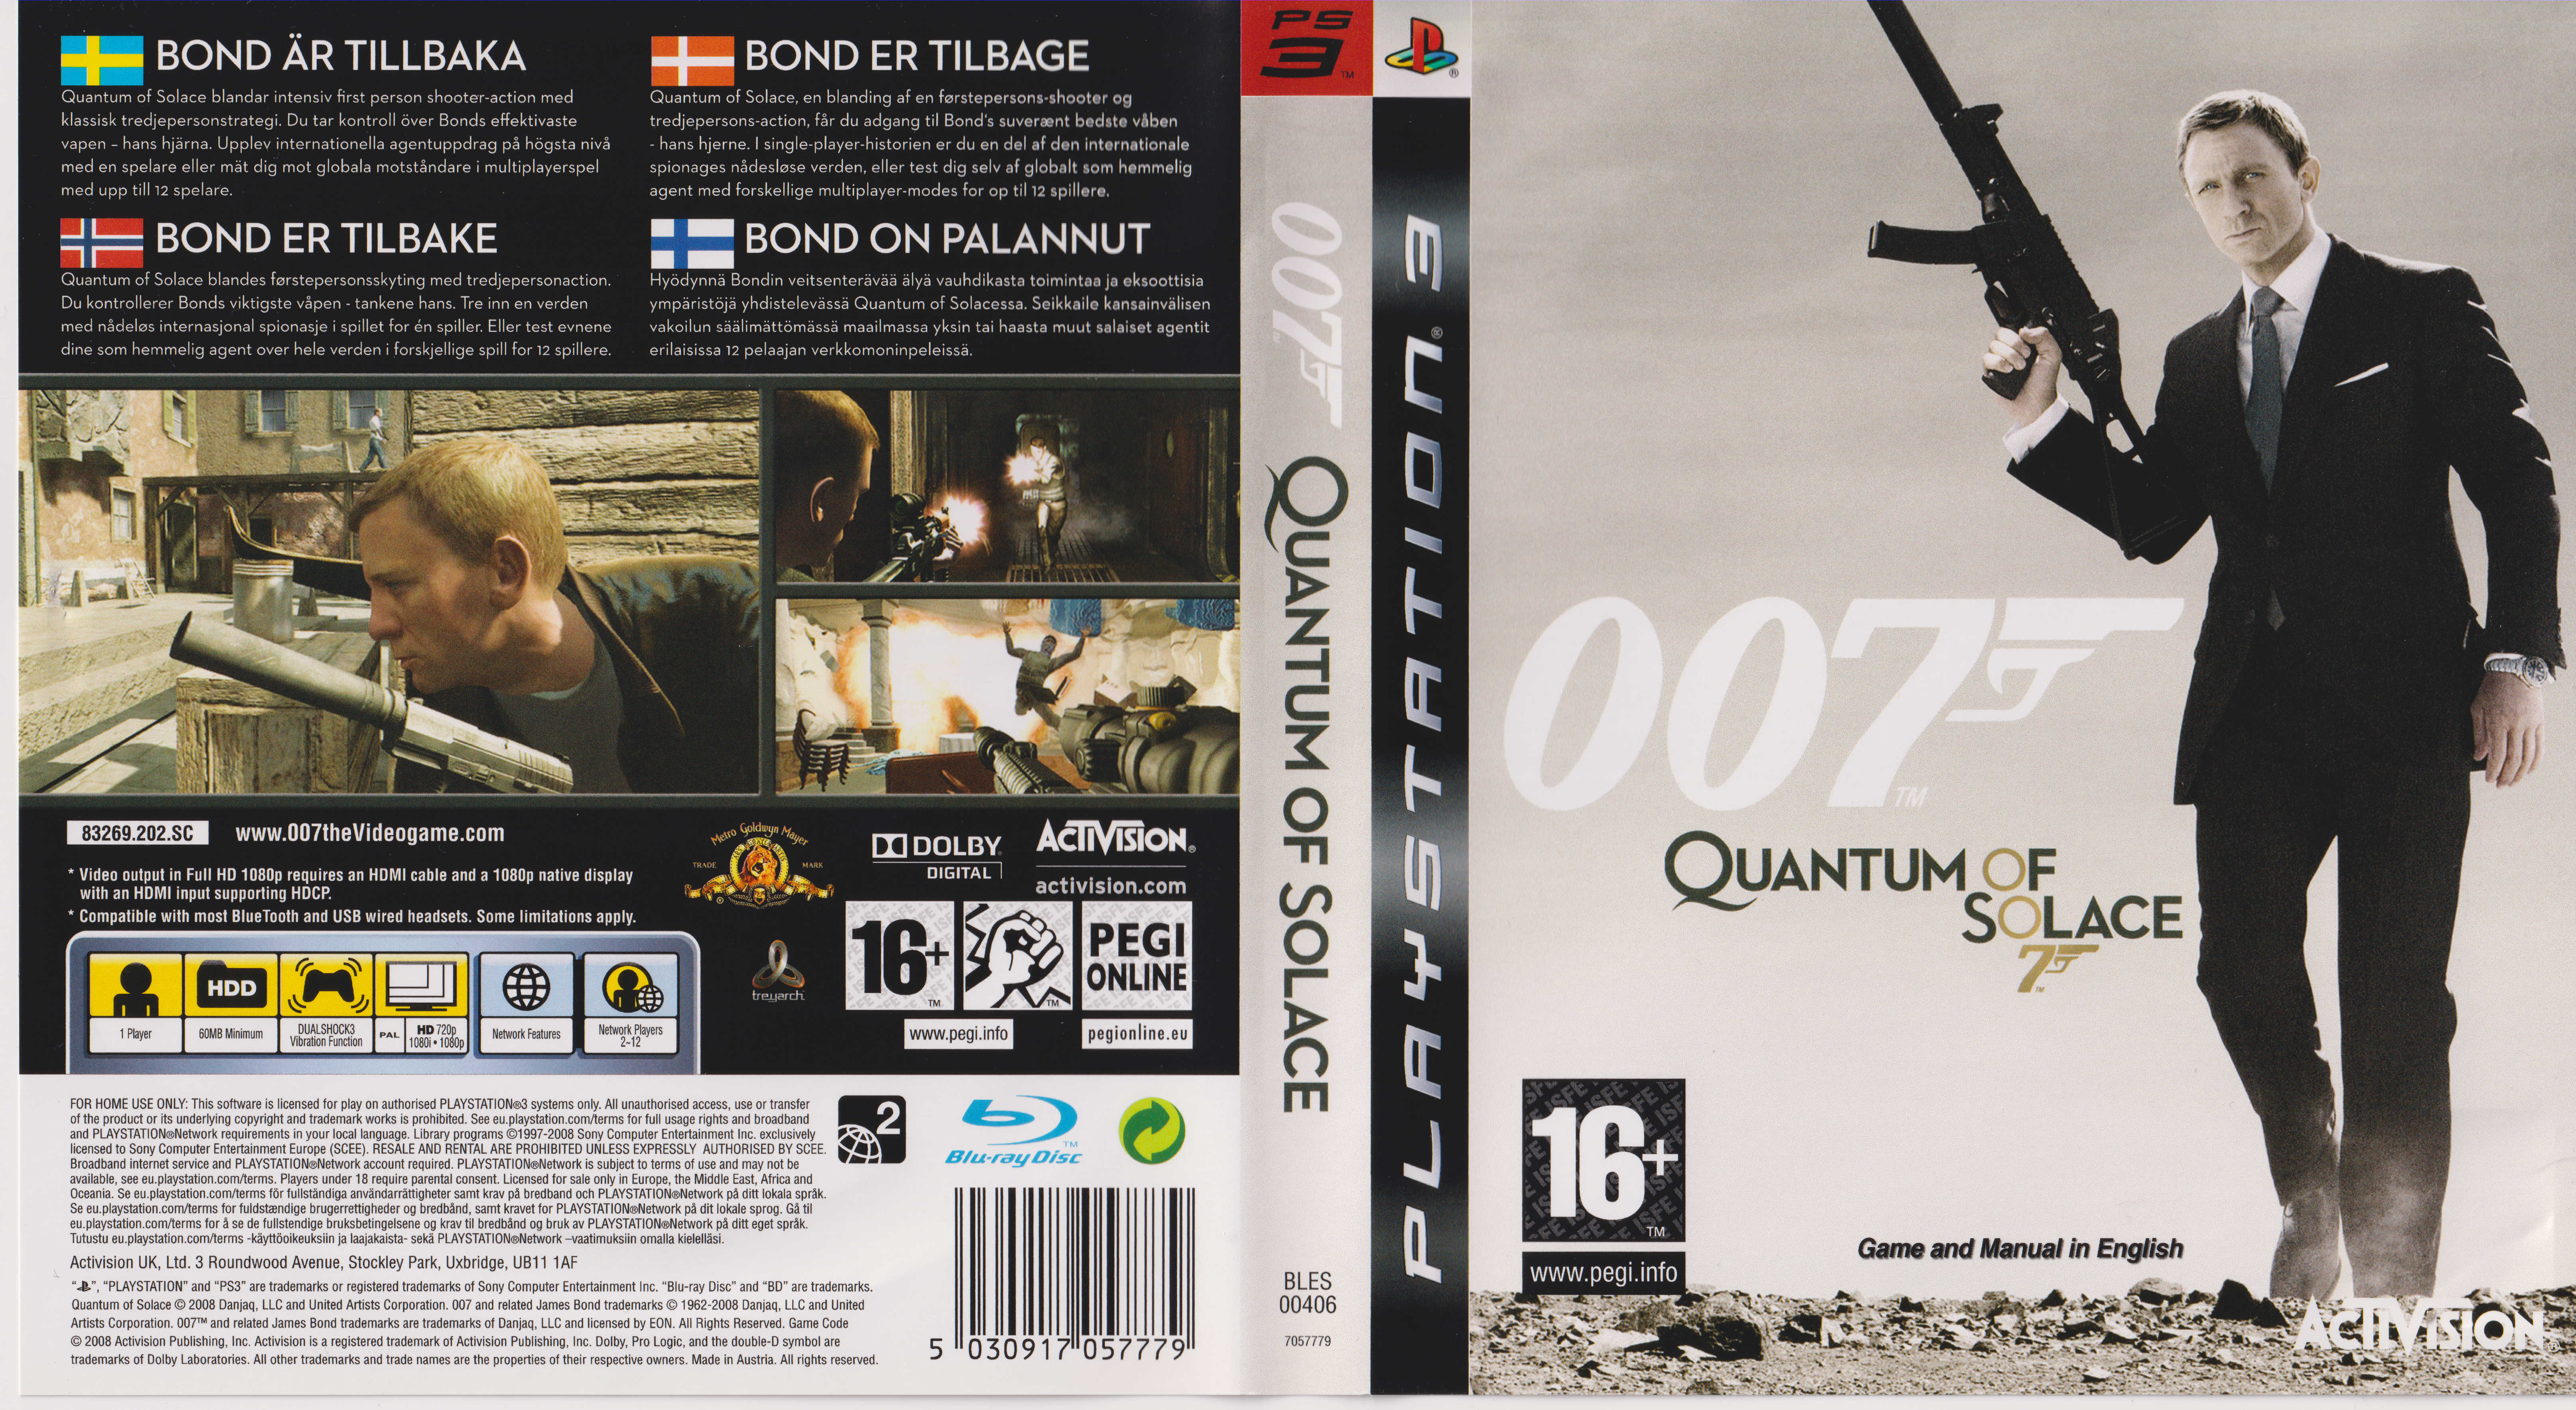 BOND ÄR TILLBAKA
Quantum of Solace blandar intensiv first person shooter-action med
klassisk tredjepersonstrategi. Du tar kontroll över Bonds effektivaste
vapen – hans hjärna. Upplev internationella agentuppdrag på högsta nivå
med en spelare eller mät dig mot globala motståndare i multiplayerspel
med upp till 12 spelare.
BOND ER TILBAGE
Quantum of Solace, en blanding af en førstepersons-shooter og
tredjepersons-action, får du adgang til Bond's suverænt bedste våben
- hans hjerne. I single-player-historien er du en del af den internationale
spionages nådesløse verden, eller test dig selv af globalt som hemmelig
agent med forskellige multiplayer-modes for op til 12 spillere.
BOND ER TILBAKE
Quantum of Solace blandes førstepersonsskyting med tredjepersonaction.
Du kontrollerer Bonds viktigste våpen - tankene hans. Tre inn en verden
med nådeløs internasjonal spionasje i spillet for én spiller. Eller test evnene
dine som hemmelig agent over hele verden i forskjellige spill for 12 spillere.
BOND ON PALANNUT
Hyödynnä Bondin veitsenterävää älyä vauhdikasta toimintaa ja eksoottisia
ympäristöjä yhdistelevässä Quantum of Solacessa. Seikkaile kansainvälisen
vakoilun säälimättömässä maailmassa yksin tai haasta muut salaiset agentit
erilaisissa 12 pelaajan verkkomoninpeleissä.
83269.202.SC
www.007theVideogame.com
* Video output in Full HD 1080p requires an HDMI cable and a 1080p native display
with an HDMI input supporting HDCP.
* Compatible with most BlueTooth and USB wired headsets. Some limitations apply.
Metro Goldwyn Mayer
TRADE MARK
®
treyarch
DOLBY
DIGITAL
ACTIVISION®
activision.com
16+™
™
PEGI
ONLINE
www.pegi.info
pegionline.eu
HDD
1 Player
60MB Minimum
DUALSHOCK3
Vibration Function
PAL
HD 720p
1080i • 1080p
Network Features
Network Players
2-12
FOR HOME USE ONLY: This software is licensed for play on authorised PLAYSTATION®3 systems only. All unauthorised access, use or transfer
of the product or its underlying copyright and trademark works is prohibited. See eu.playstation.com/terms for full usage rights and broadband
and PLAYSTATION®Network requirements in your local language. Library programs ©1997-2008 Sony Computer Entertainment Inc. exclusively
licensed to Sony Computer Entertainment Europe (SCEE). RESALE AND RENTAL ARE PROHIBITED UNLESS EXPRESSLY AUTHORISED BY SCEE.
Broadband internet service and PLAYSTATION®Network account required. PLAYSTATION®Network is subject to terms of use and may not be
available, see eu.playstation.com/terms. Players under 18 require parental consent. Licensed for sale only in Europe, the Middle East, Africa and
Oceania. Se eu.playstation.com/terms för fullständiga användarrättigheter samt krav på bredband och PLAYSTATION®Network på ditt lokala språk.
Se eu.playstation.com/terms for fuldstændige brugerrettigheder og bredbånd, samt kravet for PLAYSTATION®Network på dit lokale sprog. Gå til
eu.playstation.com/terms for å se de fullstendige bruksbetingelsene og krav til bredbånd og bruk av PLAYSTATION®Network på ditt eget språk.
Tutustu eu.playstation.com/terms -käyttöoikeuksiin ja laajakaista- sekä PLAYSTATION®Network –vaatimuksiin omalla kielelläsi.
Activision UK, Ltd. 3 Roundwood Avenue, Stockley Park, Uxbridge, UB11 1AF
“ ”, “PLAYSTATION” and “PS3” are trademarks or registered trademarks of Sony Computer Entertainment Inc. “Blu-ray Disc” and “BD” are trademarks.
Quantum of Solace © 2008 Danjaq, LLC and United Artists Corporation. 007 and related James Bond trademarks © 1962-2008 Danjaq, LLC and United
Artists Corporation. 007™ and related James Bond trademarks are trademarks of Danjaq, LLC and licensed by EON. All Rights Reserved. Game Code
© 2008 Activision Publishing, Inc. Activision is a registered trademark of Activision Publishing, Inc. Dolby, Pro Logic, and the double-D symbol are
trademarks of Dolby Laboratories. All other trademarks and trade names are the properties of their respective owners. Made in Austria. All rights reserved.
2
Blu-ray Disc™
5 030917 057779
PS3™
007™
QUANTUM OF SOLACE
BLES
00406
7057779
®
PLAYSTATION®3
007™
QUANTUM OF
SOLACE
7™
16+™
www.pegi.info
Game and Manual in English
ACTIVISION®